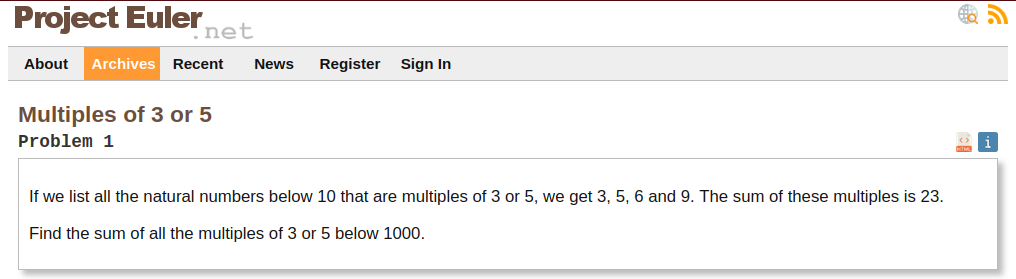 Project Euler
.net
About Archives Recent News Register Sign In
Multiples of 3 or 5
Problem 1
HTML
i
If we list all the natural numbers below 10 that are multiples of 3 or 5, we get 3, 5, 6 and 9. The sum of these multiples is 23.
Find the sum of all the multiples of 3 or 5 below 1000.